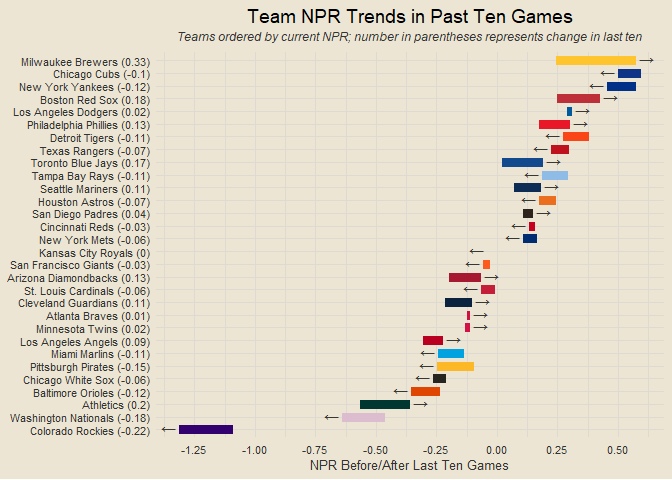 Team NPR Trends in Past Ten Games
Teams ordered by current NPR; number in parentheses represents change in last ten
Milwaukee Brewers (0.33)
Chicago Cubs (-0.1)
New York Yankees (-0.12)
Boston Red Sox (0.18)
Los Angeles Dodgers (0.02)
Philadelphia Phillies (0.13)
Detroit Tigers (-0.11)
Texas Rangers (-0.07)
Toronto Blue Jays (0.17)
Tampa Bay Rays (-0.11)
Seattle Mariners (0.11)
Houston Astros (-0.07)
San Diego Padres (0.04)
Cincinnati Reds (-0.03)
New York Mets (-0.06)
Kansas City Royals (0)
San Francisco Giants (-0.03)
Arizona Diamondbacks (0.13)
St. Louis Cardinals (-0.06)
Cleveland Guardians (0.11)
Atlanta Braves (0.01)
Minnesota Twins (0.02)
Los Angeles Angels (0.09)
Miami Marlins (-0.11)
Pittsburgh Pirates (-0.15)
Chicago White Sox (-0.06)
Baltimore Orioles (-0.12)
Athletics (0.2)
Washington Nationals (-0.18)
Colorado Rockies (-0.22)
-1.25 -1.00 -0.75 -0.50 -0.25 0.00 0.25 0.50
NPR Before/After Last Ten Games